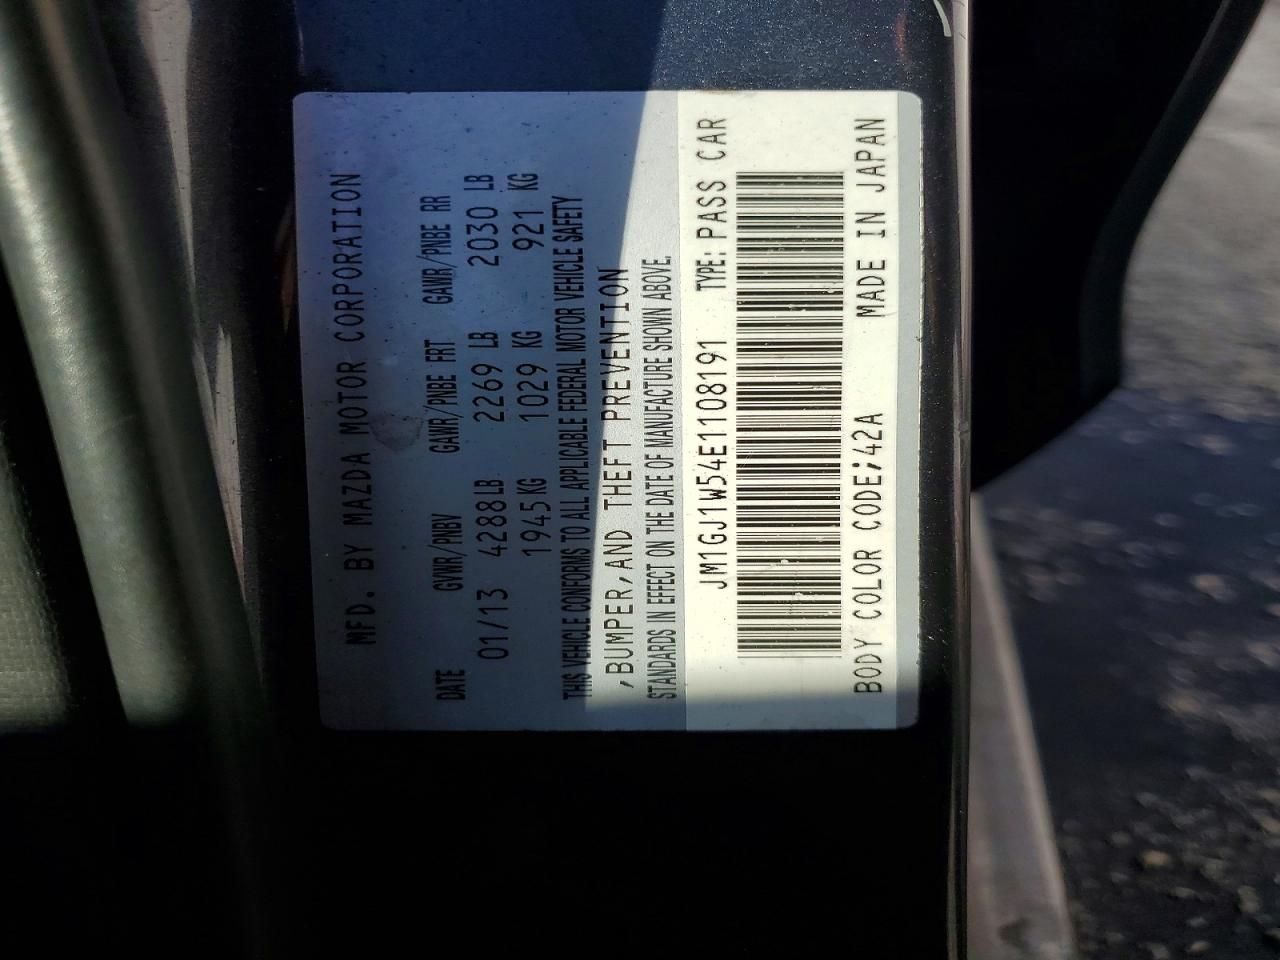 MFD. BY MAZDA MOTOR CORPORATION
DATE GVWR/PNBV GAWR/PNBE FRT GAWR/PNBE RR
01/13 4288LB 2269 LB 2030 LB
1945KG 1029 KG 921 KG
THIS VEHICLE CONFORMS TO ALL APPLICABLE FEDERAL MOTOR VEHICLE SAFETY
,BUMPER,AND THEFT PREVENTION
STANDARDS IN EFFECT ON THE DATE OF MANUFACTURE SHOWN ABOVE.
JM1GJ1W54E1108191 TYPE: PASS CAR
BODY COLOR CODE;42A MADE IN JAPAN